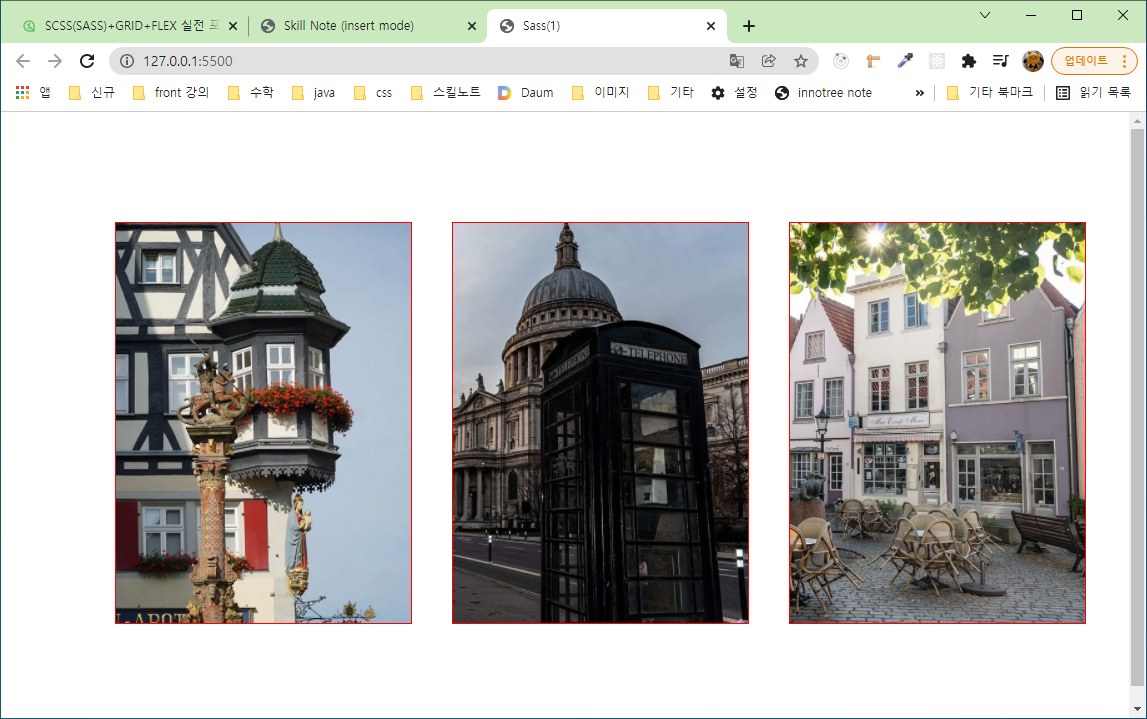 SCSS(SASS)+GRID+FLEX 실전 포
Skill Note (insert mode)
Sass(1)
127.0.0.1:5500
업데이트
앱 신규 front 강의 수학 java css 스킬노트 Daum 이미지 기타 설정 innotree note » 기타 북마크 읽기 목록
TELEPHONE
TELEPHONE